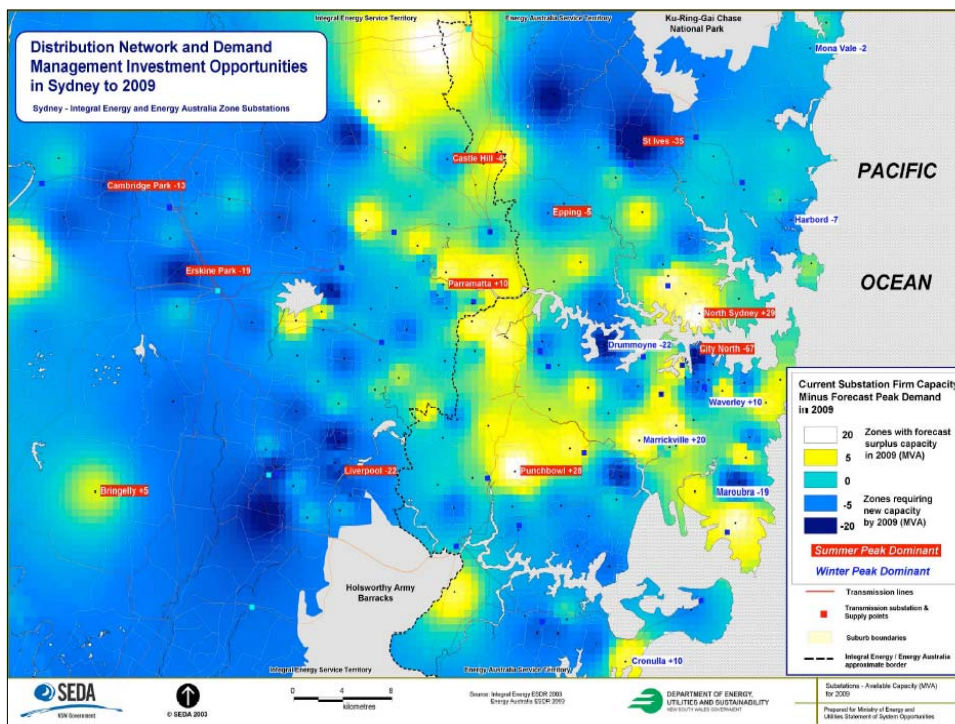 Integral Energy Service Territory
Energy Australia Service Territory
Ku-Ring-Gai Chase
National Park
Distribution Network and Demand
Management Investment Opportunities
in Sydney to 2009
Sydney - Integral Energy and Energy Australia Zone Substations
Mona Vale -2
St Ives -35
Castle Hill -4
PACIFIC
Cambridge Park -13
Epping -5
Harbord -7
Erskine Park -19
Parramatta +10
OCEAN
North Sydney +29
Drummoyne -22
City North -67
Waverley +10
Marrickville +20
Liverpool -22
Punchbowl +28
Bringelly +5
Maroubra -19
Holsworthy Army
Barracks
Cronulla +10
Integral Energy Service Territory
Energy Australia Service Territory
Current Substation Firm Capacity
Minus Forecast Peak Demand
in 2009
20 Zones with forecast
surplus capacity
5 in 2009 (MVA)
0
-5 Zones requiring
new capacity
-20 by 2009 (MVA)
Summer Peak Dominant
Winter Peak Dominant
Transmission lines
Transmission substation &
Supply points
Suburb boundaries
Integral Energy / Energy Australia
approximate border
SEDA
NSW Government
© SEDA 2003
0 4 8
kilometres
Source: Integral Energy ESDR 2003
Energy Australia ESDR 2003
DEPARTMENT OF ENERGY,
UTILITIES AND SUSTAINABILITY
NEW SOUTH WALES GOVERNMENT
Substations - Available Capacity (MVA)
for 2009
Prepared for Ministry of Energy and
Utilities Statement of System Opportunities